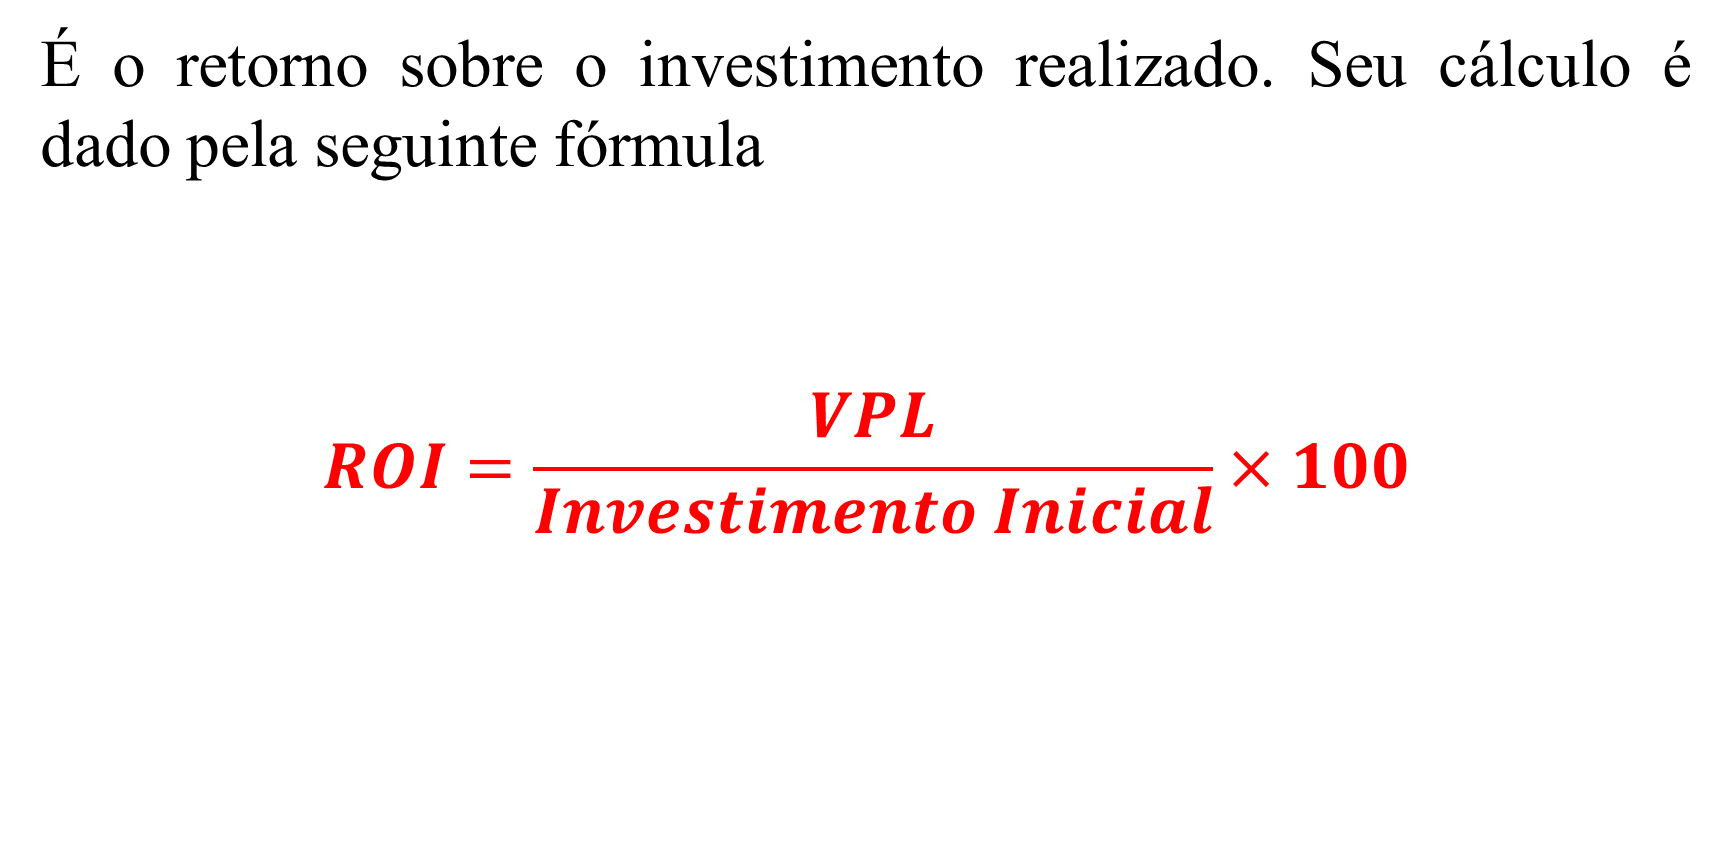 É o retorno sobre o investimento realizado. Seu cálculo é
dado pela seguinte fórmula
ROI = VPL / Investimento Inicial × 100